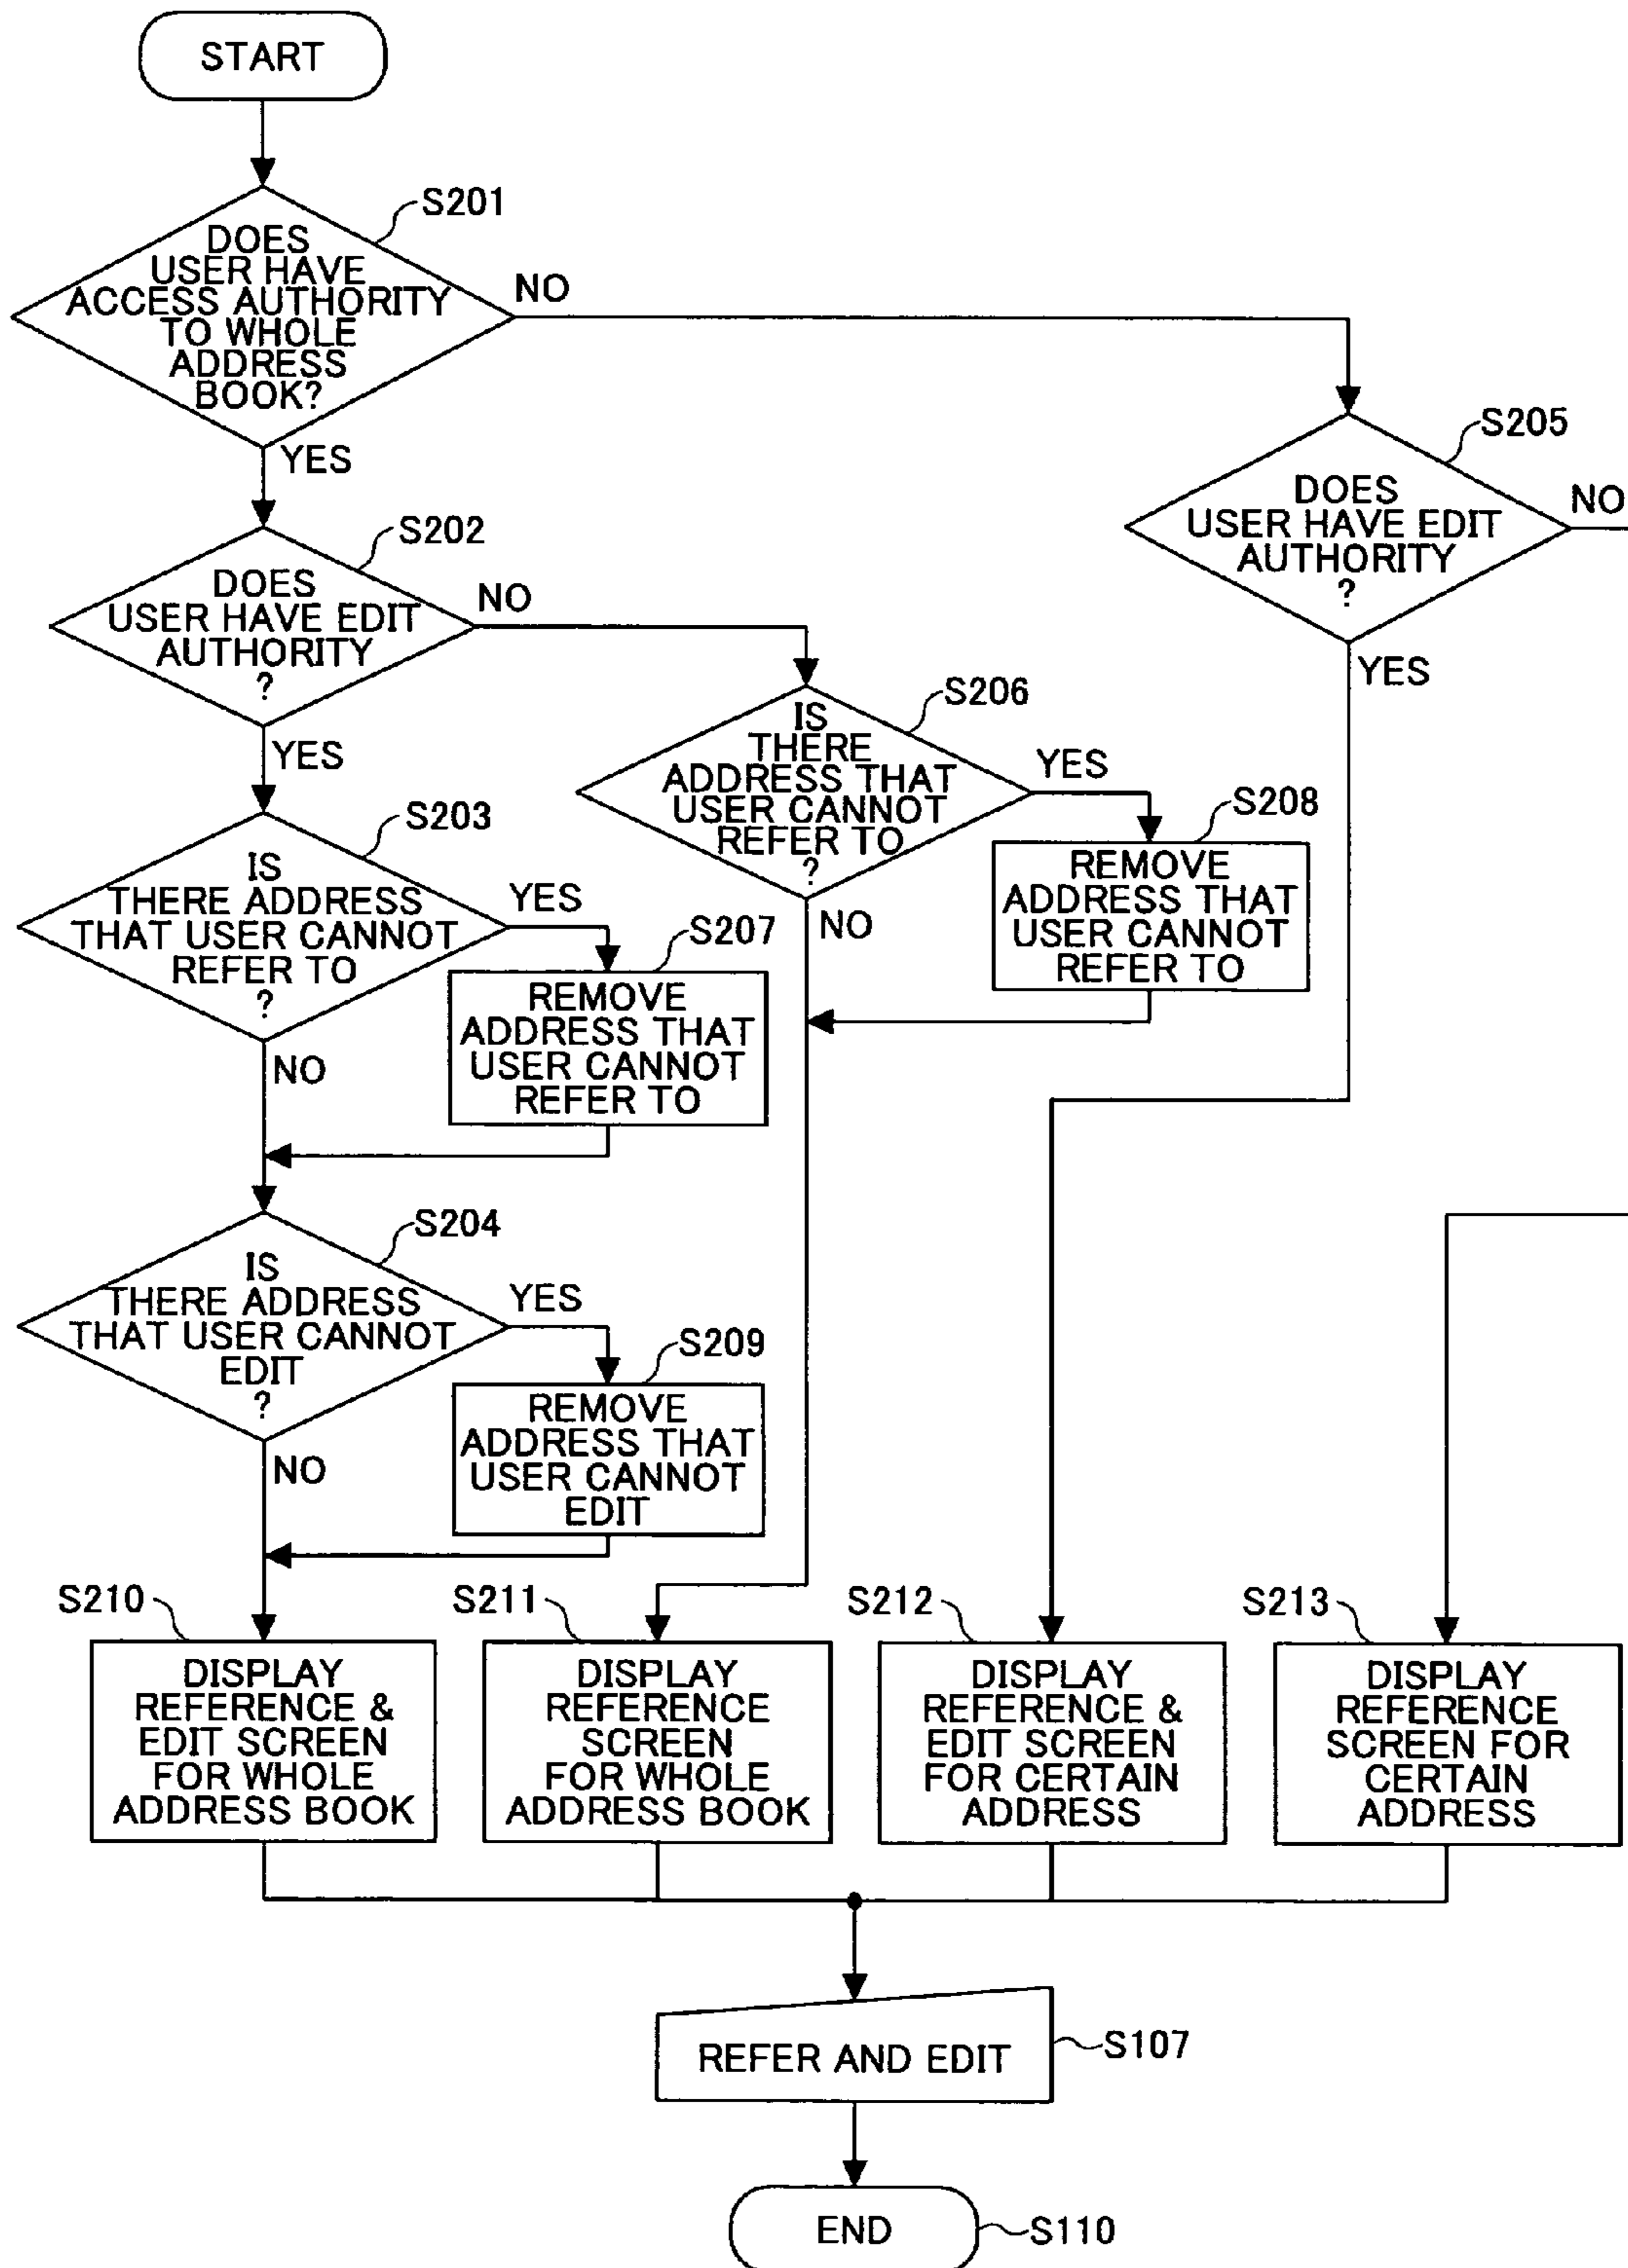 START
S201
DOES
USER HAVE
ACCESS AUTHORITY
TO WHOLE
ADDRESS
BOOK?
NO
YES
S205
DOES
USER HAVE EDIT
AUTHORITY
?
NO
YES
S202
DOES
USER HAVE EDIT
AUTHORITY
?
NO
YES
S206
IS
THERE
ADDRESS THAT
USER CANNOT
REFER TO
?
YES
NO
S208
REMOVE
ADDRESS THAT
USER CANNOT
REFER TO
S203
IS
THERE ADDRESS
THAT USER CANNOT
REFER TO
?
YES
NO
S207
REMOVE
ADDRESS THAT
USER CANNOT
REFER TO
S204
IS
THERE ADDRESS
THAT USER CANNOT
EDIT
?
YES
NO
S209
REMOVE
ADDRESS THAT
USER CANNOT
EDIT
S210
DISPLAY
REFERENCE &
EDIT SCREEN
FOR WHOLE
ADDRESS BOOK
S211
DISPLAY
REFERENCE
SCREEN
FOR WHOLE
ADDRESS BOOK
S212
DISPLAY
REFERENCE &
EDIT SCREEN
FOR CERTAIN
ADDRESS
S213
DISPLAY
REFERENCE
SCREEN FOR
CERTAIN
ADDRESS
REFER AND EDIT
S107
END
S110